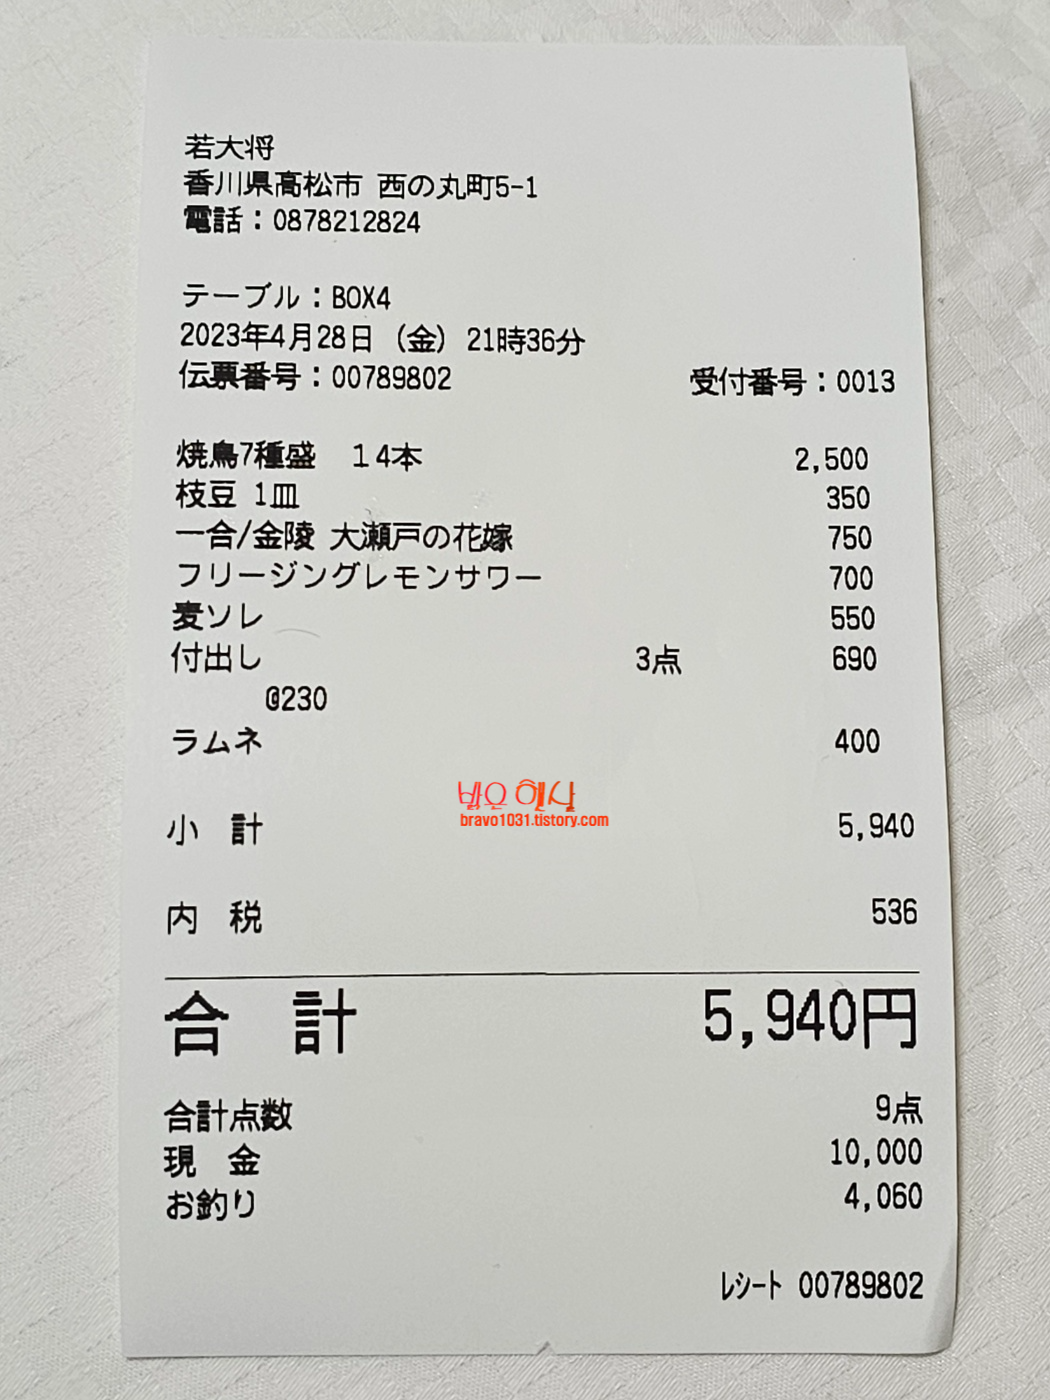 若大将
香川県高松市 西の丸町5-1
電話：0878212824
テーブル：BOX4
2023年4月28日（金）21時36分
伝票番号：00789802 受付番号：0013
焼鳥7種盛　１４本 2,500
枝豆 1皿 350
一合/金陵 大瀬戸の花嫁 750
フリージングレモンサワー 700
麦ソレ 550
付出し 3点 690
@230
ラムネ 400
bravo1031.tistory.com
小　計 5,940
内　税 536
合　計 5,940円
合計点数 9点
現　金 10,000
お釣り 4,060
ﾚｼｰﾄ 00789802